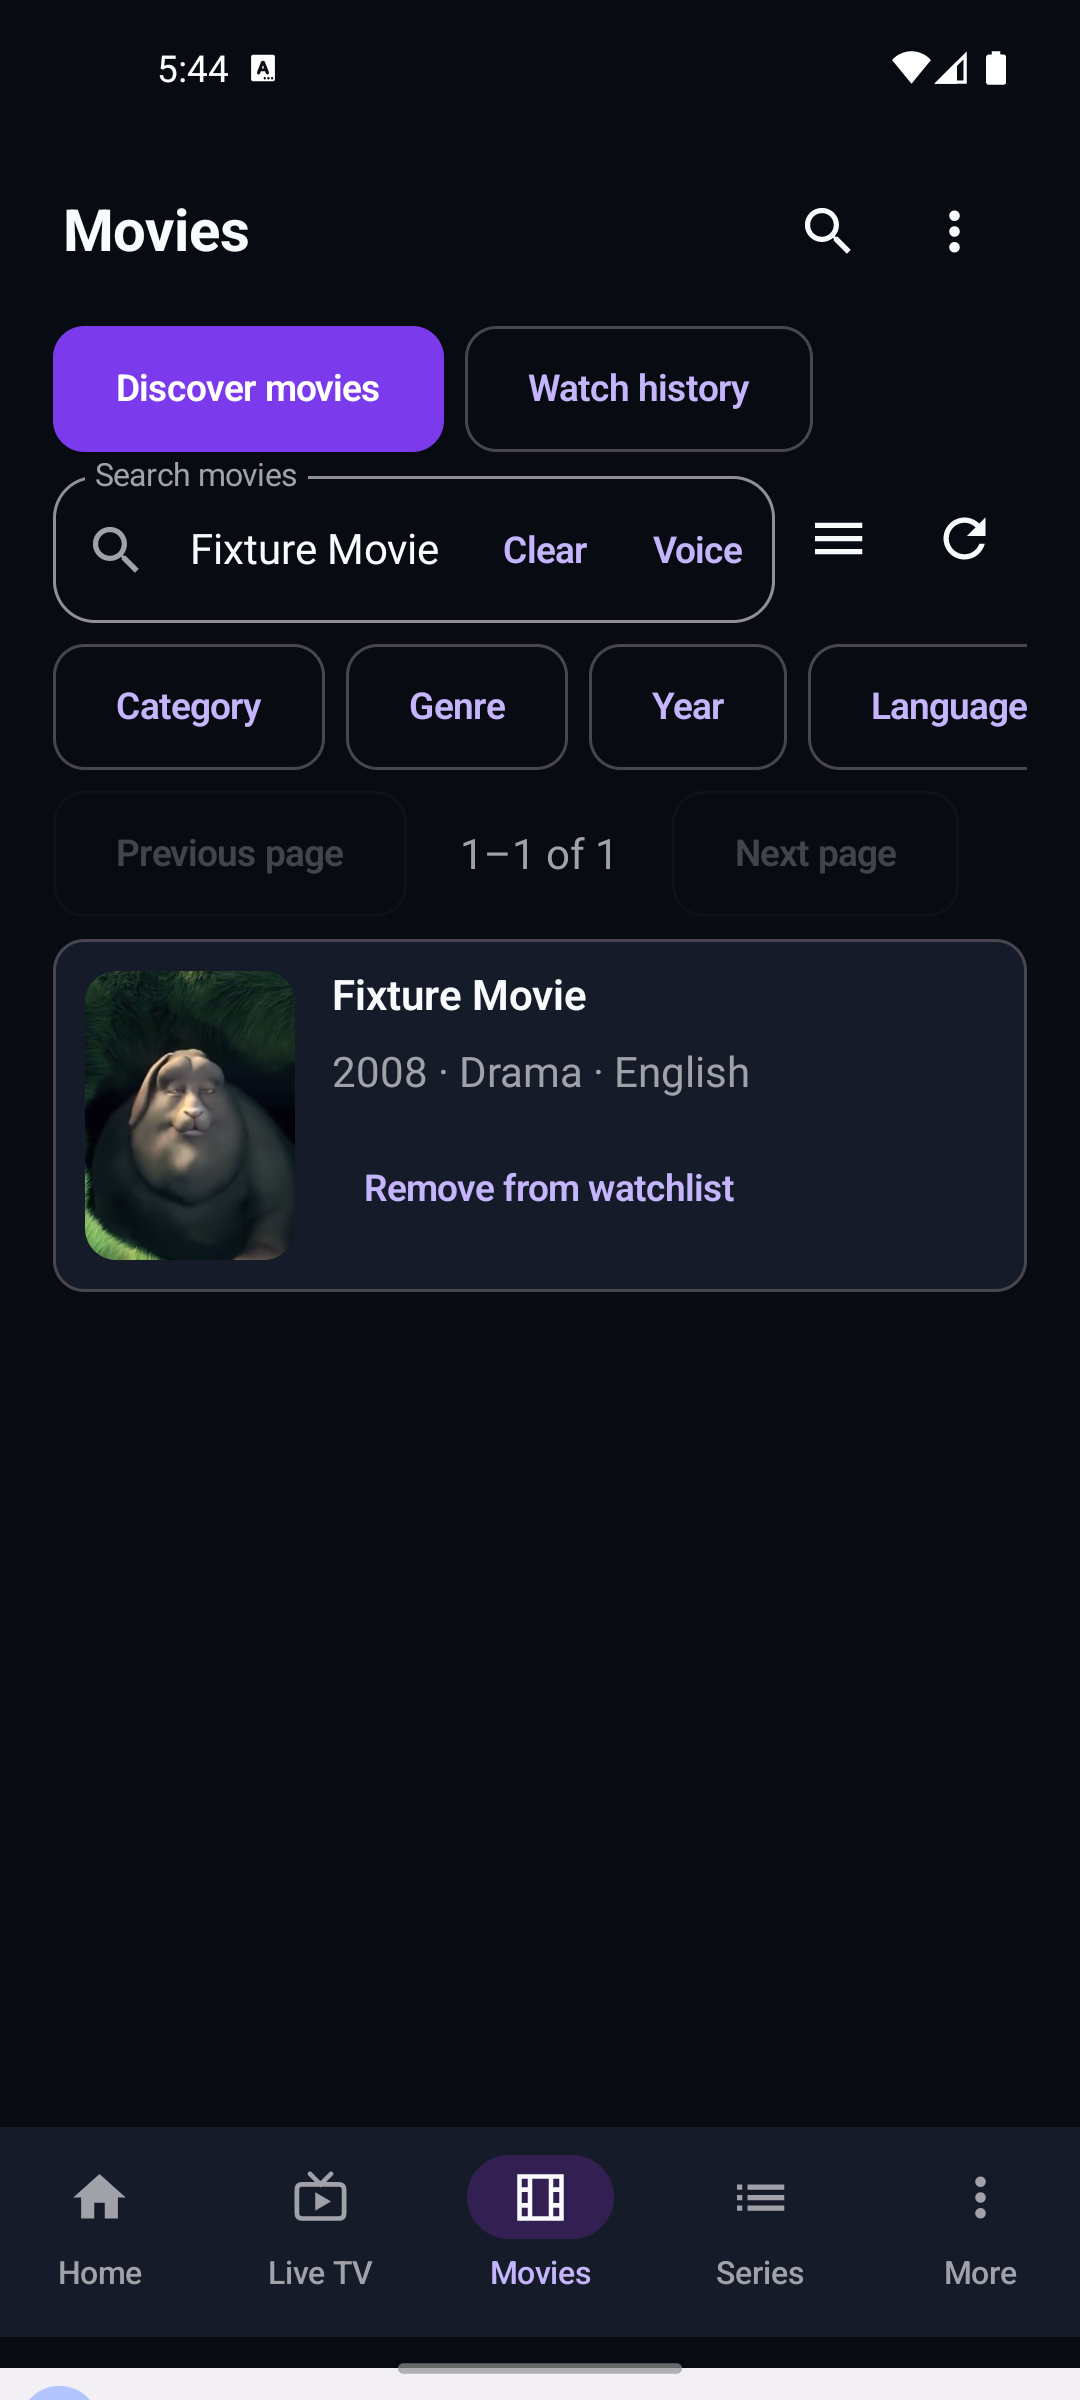 5:44
Movies
Discover movies
Watch history
Search movies
Fixture Movie
Clear
Voice
Category
Genre
Year
Language
Previous page
1–1 of 1
Next page
Fixture Movie
2008 · Drama · English
Remove from watchlist
Home
Live TV
Movies
Series
More